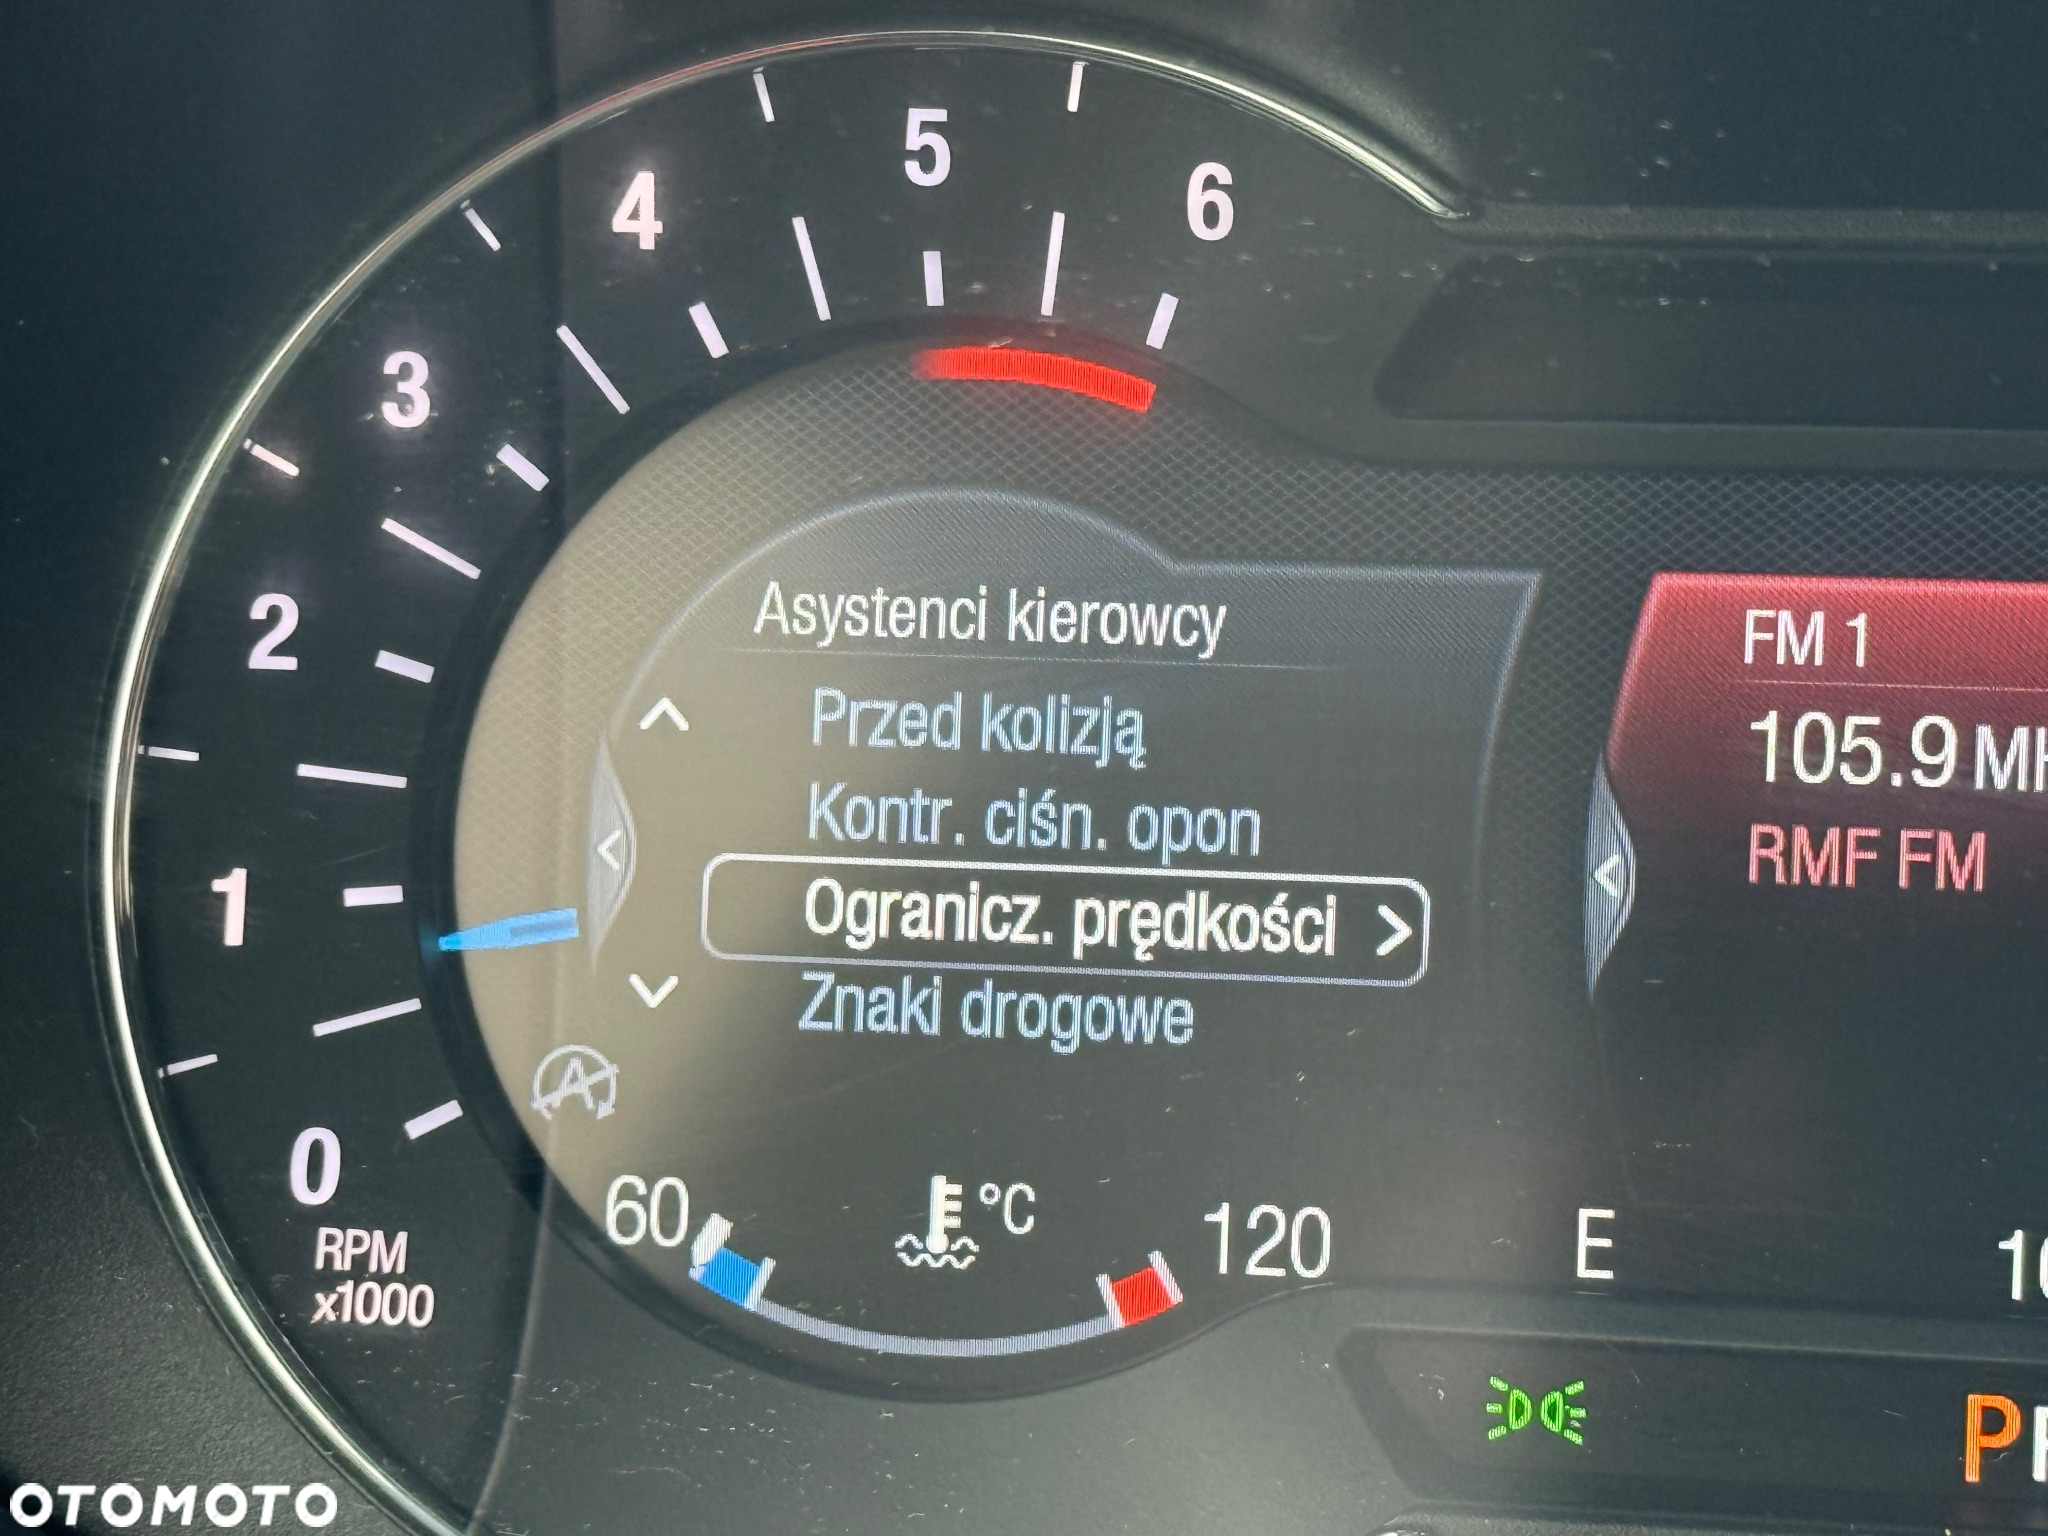 5
4
6
3
2
1
0
RPM
x1000
Asystenci kierowcy
Przed kolizją
Kontr. ciśn. opon
Ogranicz. prędkości >
Znaki drogowe
60
°C
120
FM 1
105.9
RMF FM
E
P
OTOMOTO